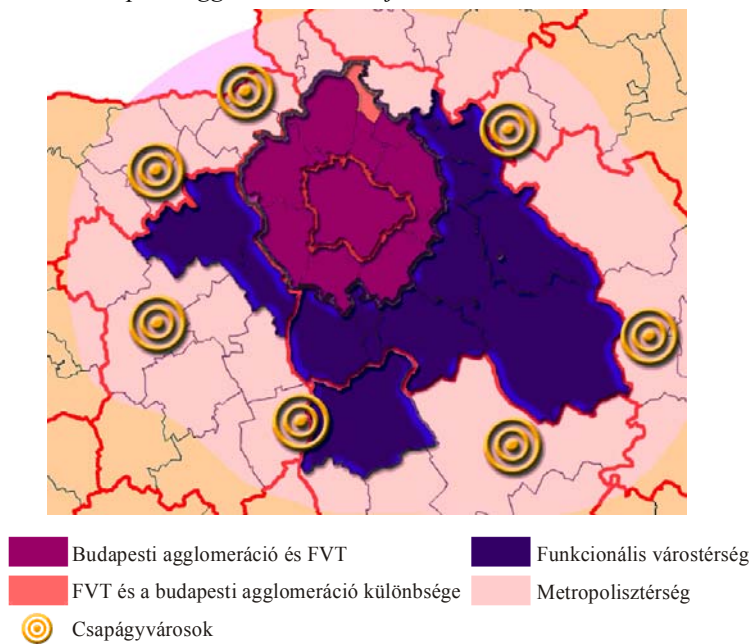 Budapesti agglomeráció és FVT
Funkcionális várostérség
FVT és a budapesti agglomeráció különbsége
Metropolisztérség
Csapágyvárosok